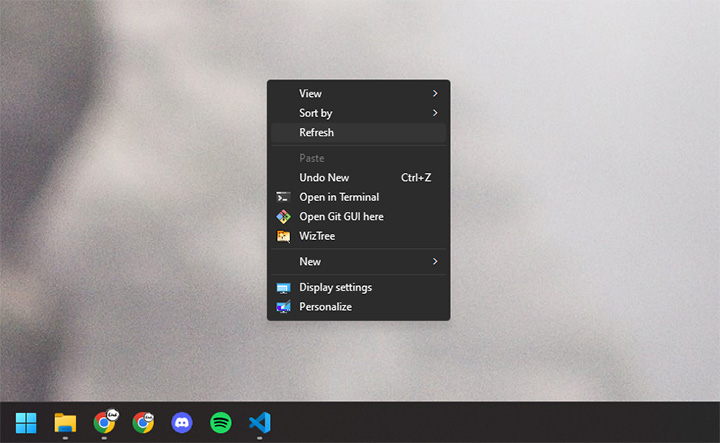 View
Sort by
Refresh
Paste
Undo New Ctrl+Z
Open in Terminal
Open Git GUI here
WizTree
New
Display settings
Personalize